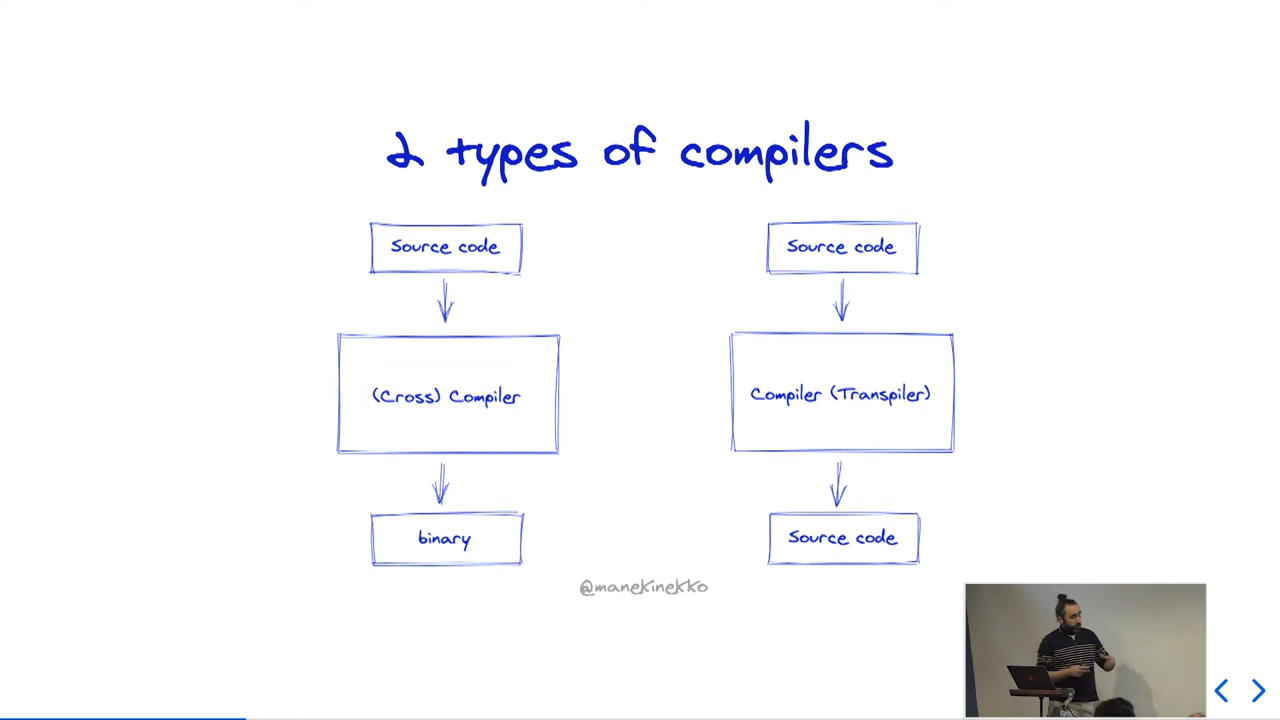 2 types of compilers
Source code
(Cross) Compiler
binary
Source code
Compiler (Transpiler)
Source code
@manekinekko